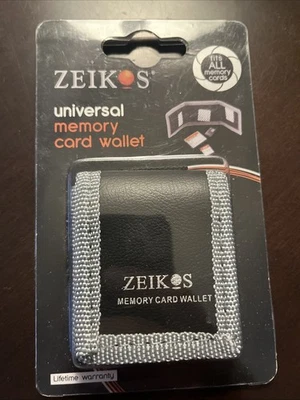 ZEIKOS®
fits
ALL
memory
cards
universal
memory
card wallet
ZEIKOS
MEMORY CARD WALLET
Lifetime warranty